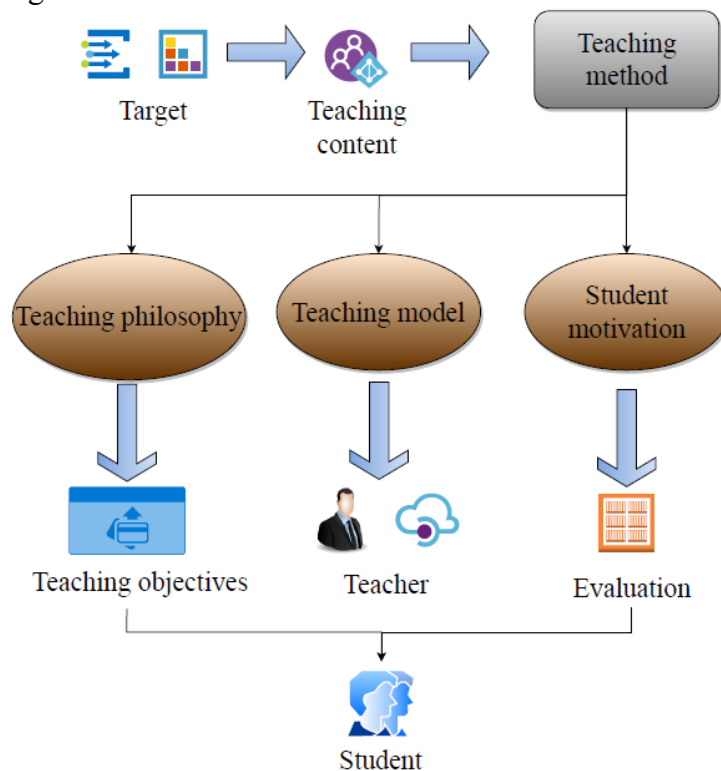 Target
Teaching
content
Teaching
method
Teaching philosophy
Teaching model
Student
motivation
Teaching objectives
Teacher
Evaluation
Student